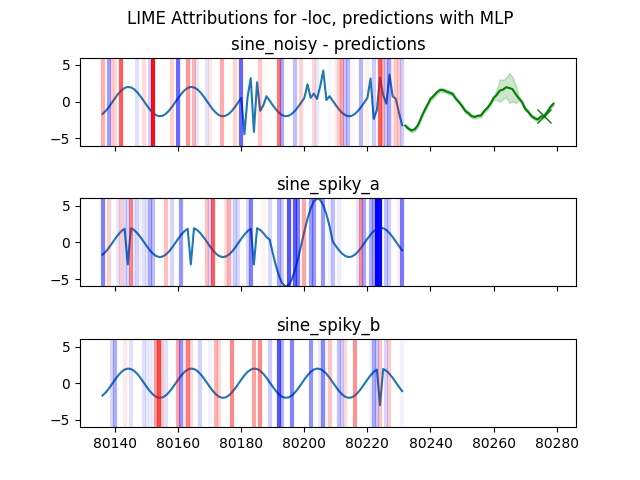 LIME Attributions for -loc, predictions with MLP
sine_noisy - predictions
5
0
−5
sine_spiky_a
5
0
−5
sine_spiky_b
5
0
−5
80140 80160 80180 80200 80220 80240 80260 80280